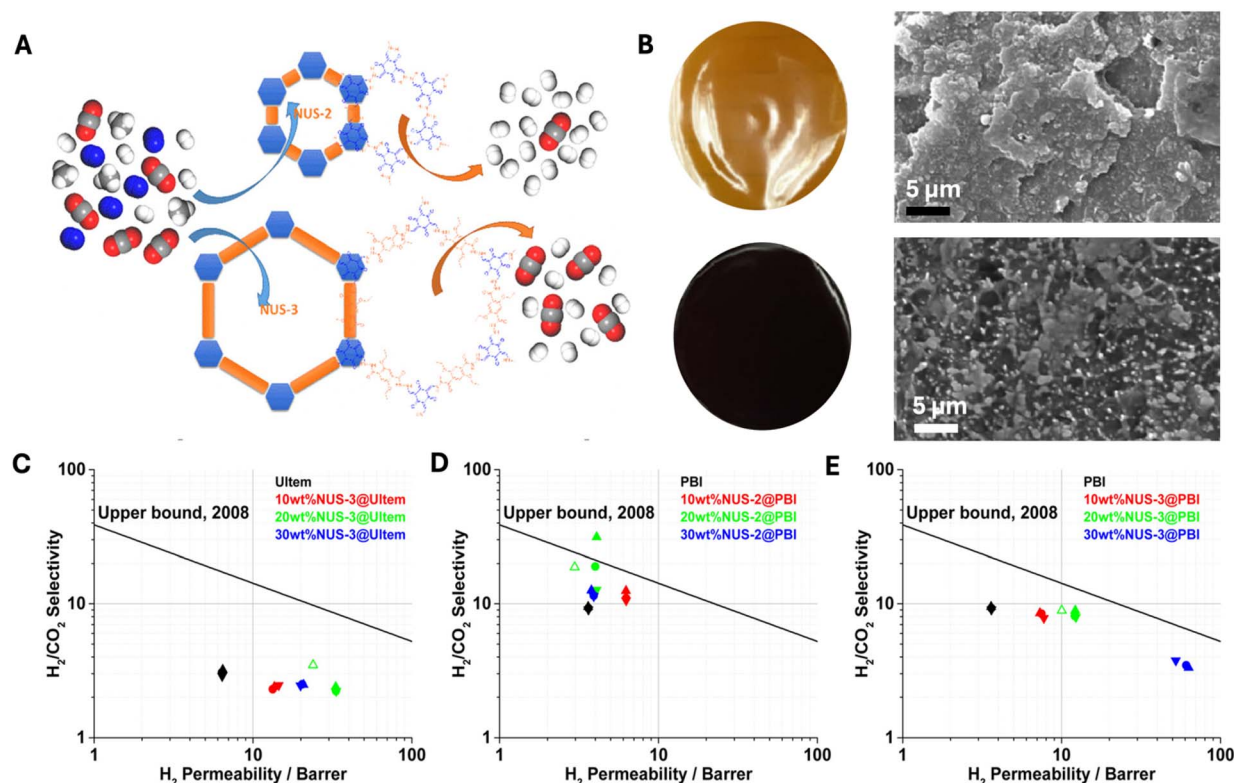 A
NUS-2
NUS-3
B
5 µm
5 µm
C
100
10
1
H₂/CO₂ Selectivity
Ultem
10wt%NUS-3@Ultem
20wt%NUS-3@Ultem
30wt%NUS-3@Ultem
Upper bound, 2008
1
10
100
H₂ Permeability / Barrer
D
100
10
1
H₂/CO₂ Selectivity
PBI
10wt%NUS-2@PBI
20wt%NUS-2@PBI
30wt%NUS-2@PBI
Upper bound, 2008
1
10
100
H₂ Permeability / Barrer
E
100
10
1
H₂/CO₂ Selectivity
PBI
10wt%NUS-3@PBI
20wt%NUS-3@PBI
30wt%NUS-3@PBI
Upper bound, 2008
1
10
100
H₂ Permeability / Barrer